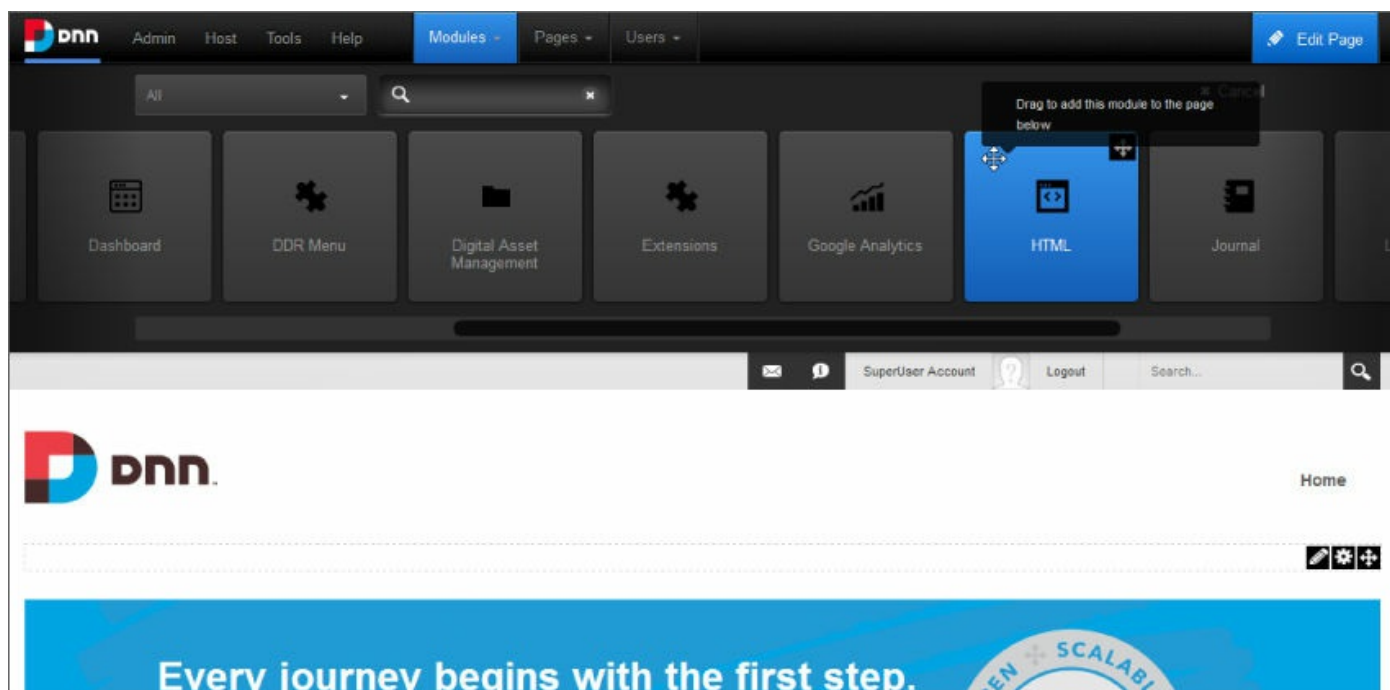 DNN Admin Host Tools Help Modules Pages Users Edit Page
All
Cancel
Drag to add this module to the page
below
Dashboard DDR Menu Digital Asset Extensions Google Analytics HTML Journal
Management
SuperUser Account Logout Search...
DNN™
Home
Every journey begins with the first step.
SCALAB